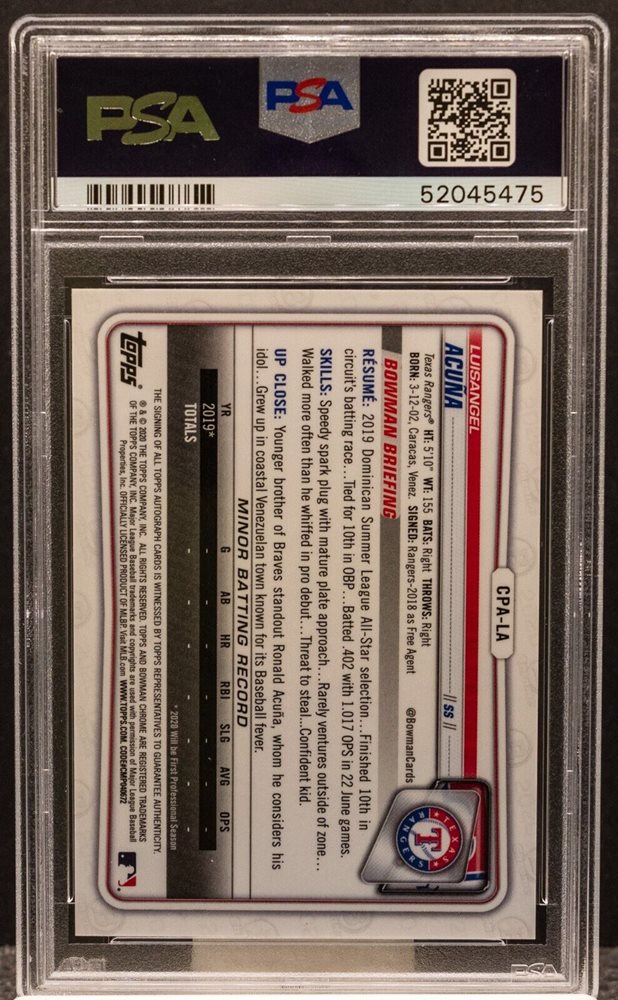 PSA
PSA
52045475
CPA-LA
LUISANGEL
ACUÑA
// SS //
Texas Rangers® HT: 5'10" WT: 155 BATS: Right THROWS: Right
BORN: 3-12-02, Caracas, Venez. SIGNED: Rangers-2018 as Free Agent @BowmanCards
TEXAS
T
RANGERS
BOWMAN BRIEFING
RÉSUMÉ: 2019 Dominican Summer League All-Star selection...Finished 10th in
circuit's batting race...Tied for 10th in OBP...Batted .402 with 1.017 OPS in 22 June games.
SKILLS: Speedy spark plug with mature plate approach...Rarely ventures outside of zone...
Walked more often than he whiffed in pro debut...Threat to steal...Confident kid.
UP CLOSE: Younger brother of Braves standout Ronald Acuña, whom he considers his
idol...Grew up in coastal Venezuelan town known for its Baseball fever.
MINOR BATTING RECORD
YR G AB HR RBI SLG AVG OPS
2019* - - - - - - -
TOTALS - - - - - - -
* 2020 Will be First Professional Season
THE SIGNING OF ALL TOPPS AUTOGRAPH CARDS IS WITNESSED BY TOPPS REPRESENTATIVES TO GUARANTEE AUTHENTICITY.
® & © 2020 THE TOPPS COMPANY, INC. ALL RIGHTS RESERVED. TOPPS AND BOWMAN CHROME ARE REGISTERED TRADEMARKS
OF THE TOPPS COMPANY, INC. Major League Baseball trademarks and copyrights are used with permission of Major League Baseball
Properties, Inc. OFFICIALLY LICENSED PRODUCT OF MLBP. Visit MLB.com WWW.TOPPS.COM. CODE#CMP040672
Topps®
PSA